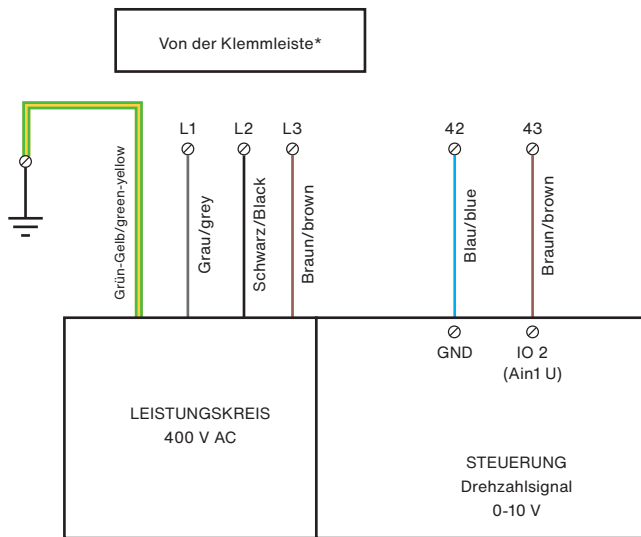 Von der Klemmleiste*
L1
L2
L3
42
43
Grün-Gelb/green-yellow
Grau/grey
Schwarz/Black
Braun/brown
Blau/blue
Braun/brown
GND
IO 2
(Ain1 U)
LEISTUNGSKREIS
400 V AC
STEUERUNG
Drehzahlsignal
0-10 V